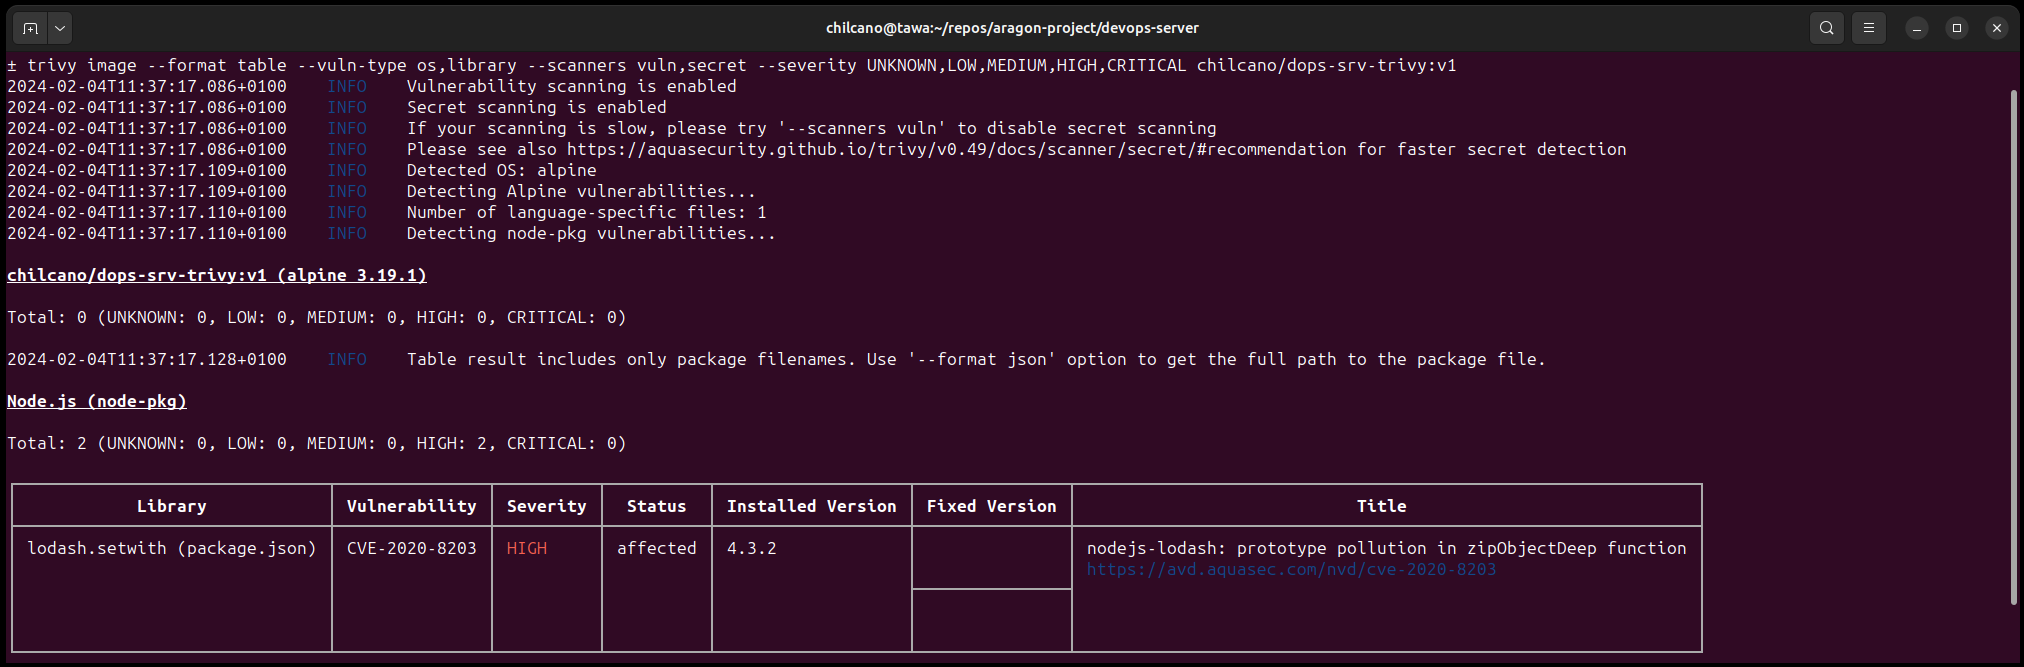 chilcano@tawa:~/repos/aragon-project/devops-server
± trivy image --format table --vuln-type os,library --scanners vuln,secret --severity UNKNOWN,LOW,MEDIUM,HIGH,CRITICAL chilcano/dops-srv-trivy:v1
2024-02-04T11:37:17.086+0100 INFO Vulnerability scanning is enabled
2024-02-04T11:37:17.086+0100 INFO Secret scanning is enabled
2024-02-04T11:37:17.086+0100 INFO If your scanning is slow, please try '--scanners vuln' to disable secret scanning
2024-02-04T11:37:17.086+0100 INFO Please see also https://aquasecurity.github.io/trivy/v0.49/docs/scanner/secret/#recommendation for faster secret detection
2024-02-04T11:37:17.109+0100 INFO Detected OS: alpine
2024-02-04T11:37:17.109+0100 INFO Detecting Alpine vulnerabilities...
2024-02-04T11:37:17.110+0100 INFO Number of language-specific files: 1
2024-02-04T11:37:17.110+0100 INFO Detecting node-pkg vulnerabilities...
chilcano/dops-srv-trivy:v1 (alpine 3.19.1)
Total: 0 (UNKNOWN: 0, LOW: 0, MEDIUM: 0, HIGH: 0, CRITICAL: 0)
2024-02-04T11:37:17.128+0100 INFO Table result includes only package filenames. Use '--format json' option to get the full path to the package file.
Node.js (node-pkg)
Total: 2 (UNKNOWN: 0, LOW: 0, MEDIUM: 0, HIGH: 2, CRITICAL: 0)
Library Vulnerability Severity Status Installed Version Fixed Version Title
lodash.setwith (package.json) CVE-2020-8203 HIGH affected 4.3.2 nodejs-lodash: prototype pollution in zipObjectDeep function
https://avd.aquasec.com/nvd/cve-2020-8203